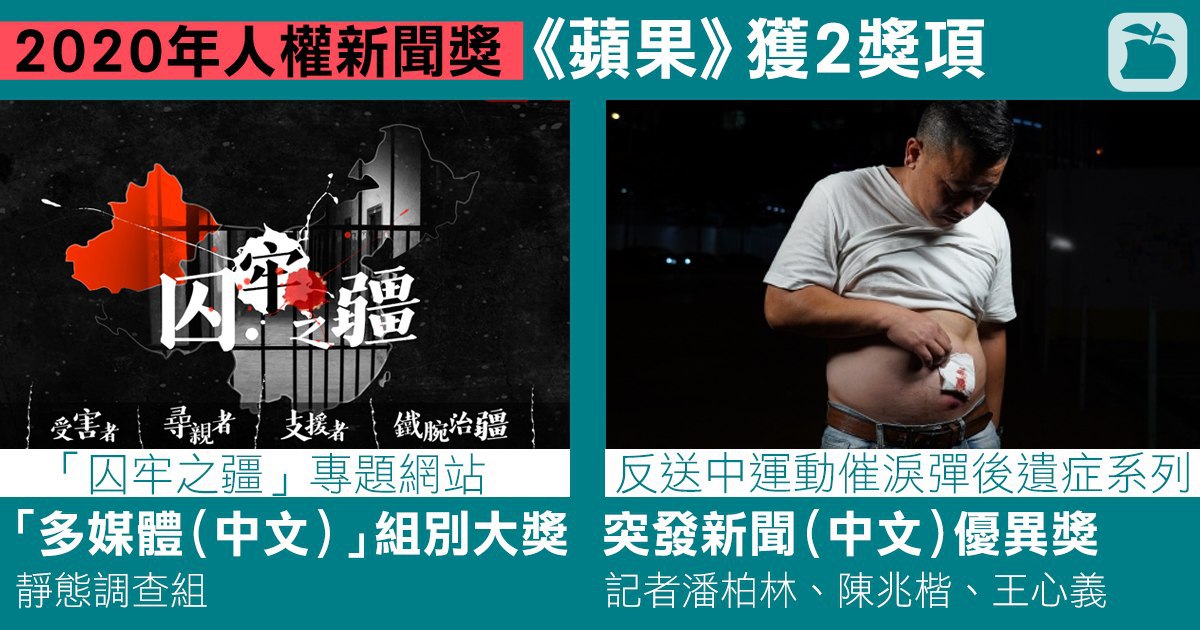 2020年人權新聞獎《蘋果》獲2獎項
囚牢之疆
受害者 尋親者 支援者 鐵腕治疆
「囚牢之疆」專題網站
「多媒體(中文)」組別大獎
靜態調查組
反送中運動催淚彈後遺症系列
突發新聞(中文)優異獎
記者潘柏林、陳兆楷、王心義